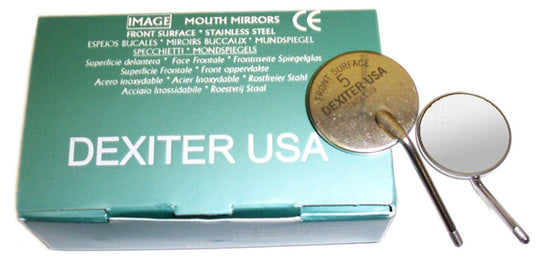 IMAGE MOUTH MIRRORS CE
FRONT SURFACE * STAINLESS STEEL
ESPEJOS BUCALES * MIROIRS BUCCAUX * MUNDSPIEGEL
SPECCHIETTI * MONDSPIEGELS
Superficie delantera * Face Frontale * Frontseite Spiegelglas
Superficie Frontale * Front oppervlakte
Acero inoxydable * Acier Inoxydable * Rostfreier Stahl
Acciaio Inossidabile * Roestvrij Staal
DEXITER USA
FRONT SURFACE
5
DEXITER-USA